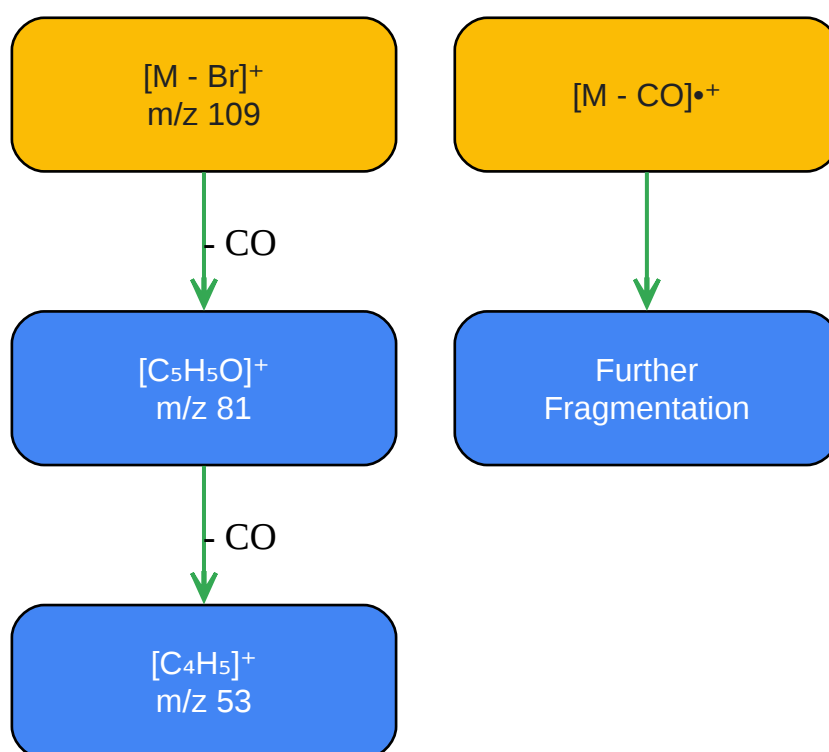 [M - Br]⁺
m/z 109
[M - CO]•⁺
- CO
[C₅H₅O]⁺
m/z 81
Further
Fragmentation
- CO
[C₄H₅]⁺
m/z 53